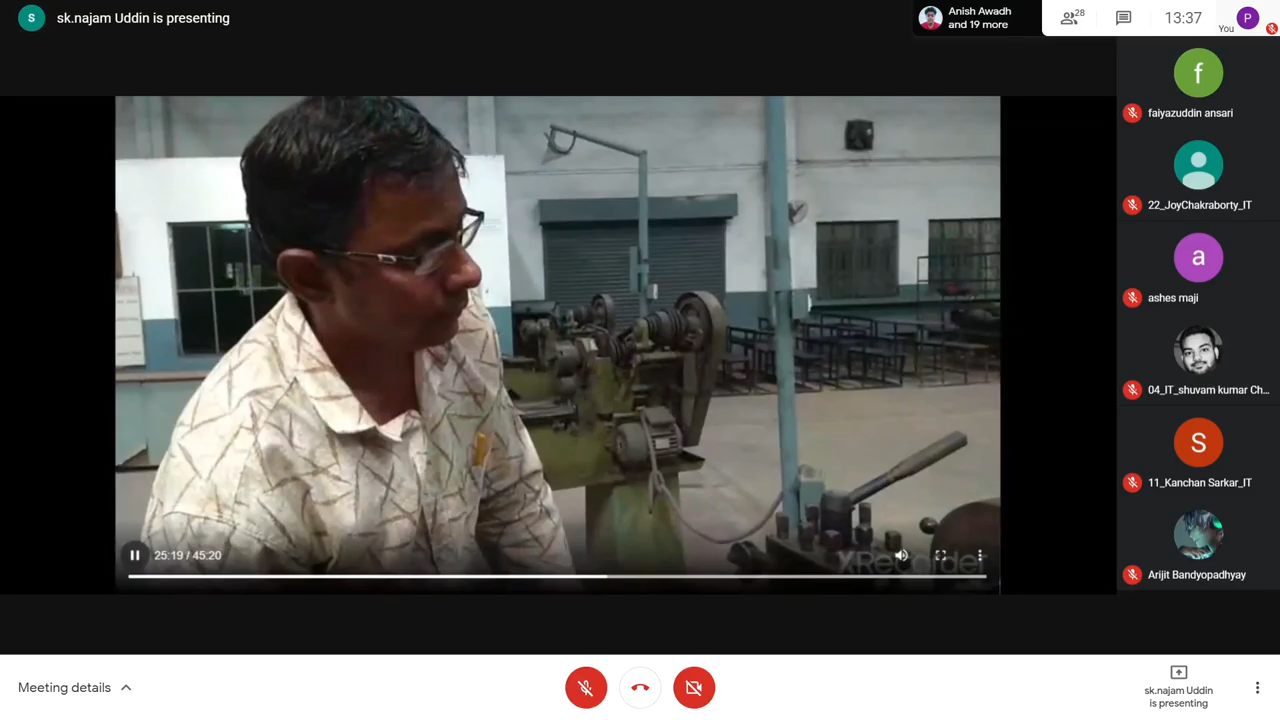 S
sk.najam Uddin is presenting
Anish Awadh
and 19 more
28
13:37
You
P
f
faiyazuddin ansari
22_JoyChakraborty_IT
a
ashes maji
04_IT_shuvam kumar Ch...
S
11_Kanchan Sarkar_IT
Arijit Bandyopadhyay
25:19 / 45:20
XRecorder
Meeting details
sk.najam Uddin
is presenting